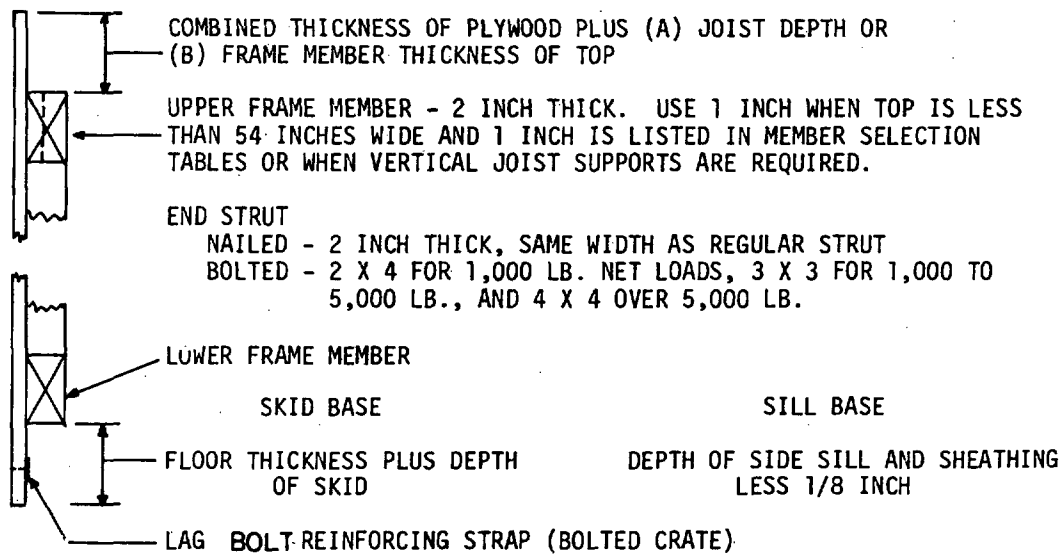 COMBINED THICKNESS OF PLYWOOD PLUS (A) JOIST DEPTH OR
(B) FRAME MEMBER THICKNESS OF TOP
UPPER FRAME MEMBER - 2 INCH THICK. USE 1 INCH WHEN TOP IS LESS
THAN 54 INCHES WIDE AND 1 INCH IS LISTED IN MEMBER SELECTION
TABLES OR WHEN VERTICAL JOIST SUPPORTS ARE REQUIRED.
END STRUT
NAILED - 2 INCH THICK, SAME WIDTH AS REGULAR STRUT
BOLTED - 2 X 4 FOR 1,000 LB. NET LOADS, 3 X 3 FOR 1,000 TO
5,000 LB., AND 4 X 4 OVER 5,000 LB.
LOWER FRAME MEMBER
SKID BASE
FLOOR THICKNESS PLUS DEPTH
OF SKID
SILL BASE
DEPTH OF SIDE SILL AND SHEATHING
LESS 1/8 INCH
LAG BOLT REINFORCING STRAP (BOLTED CRATE)